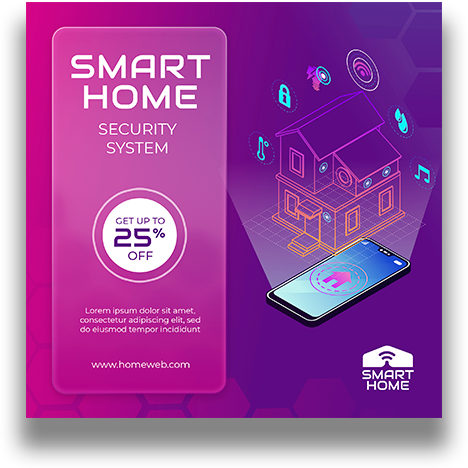 SMART
HOME
SECURITY
SYSTEM
GET UP TO
25%
OFF
Lorem ipsum dolor sit amet,
consectetur adipiscing elit, sed
do eiusmod tempor incididunt
www.homeweb.com
SMART
HOME